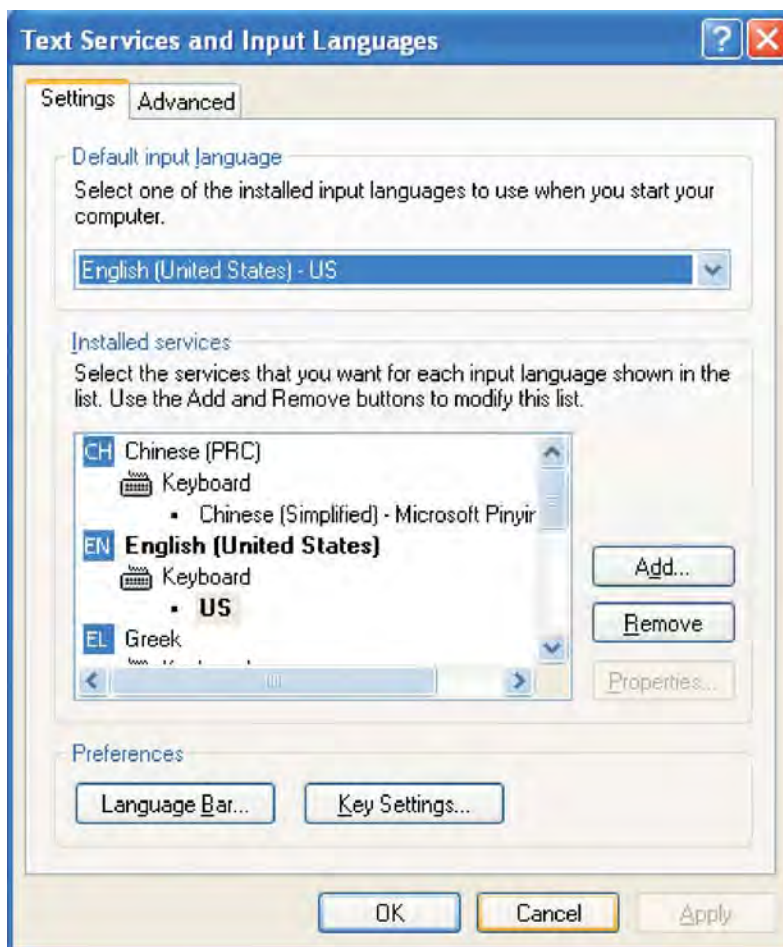 Text Services and Input Languages
Settings
Advanced
Default input language
Select one of the installed input languages to use when you start your
computer.
English (United States) - US
Installed services
Select the services that you want for each input language shown in the
list. Use the Add and Remove buttons to modify this list.
CH Chinese (PRC)
Keyboard
• Chinese (Simplified) - Microsoft Pinyir
EN English (United States)
Keyboard
• US
EL Greek
Add...
Remove
Properties...
Preferences
Language Bar...
Key Settings...
OK
Cancel
Apply